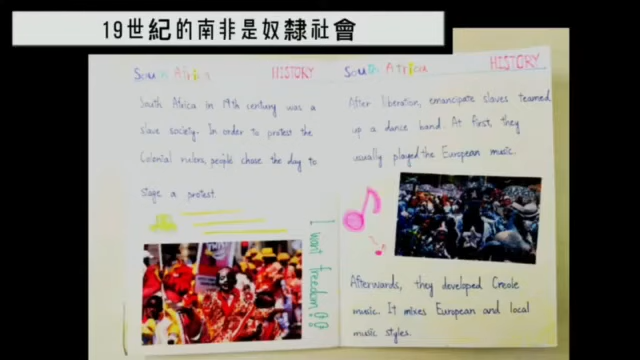 19世紀的南非是奴隸社會
South Africa
HISTORY
South Africa in 19th century was a
slave society. In order to protest the
Colonial rulers, people chose the day to
stage a protest.
I want freedom!!
South Africa
HISTORY
After liberation, emancipate slaves teamed
up a dance band. At first, they
usually played the European music.
Afterwards, they developed Creole
music. It mixes European and local
music styles.